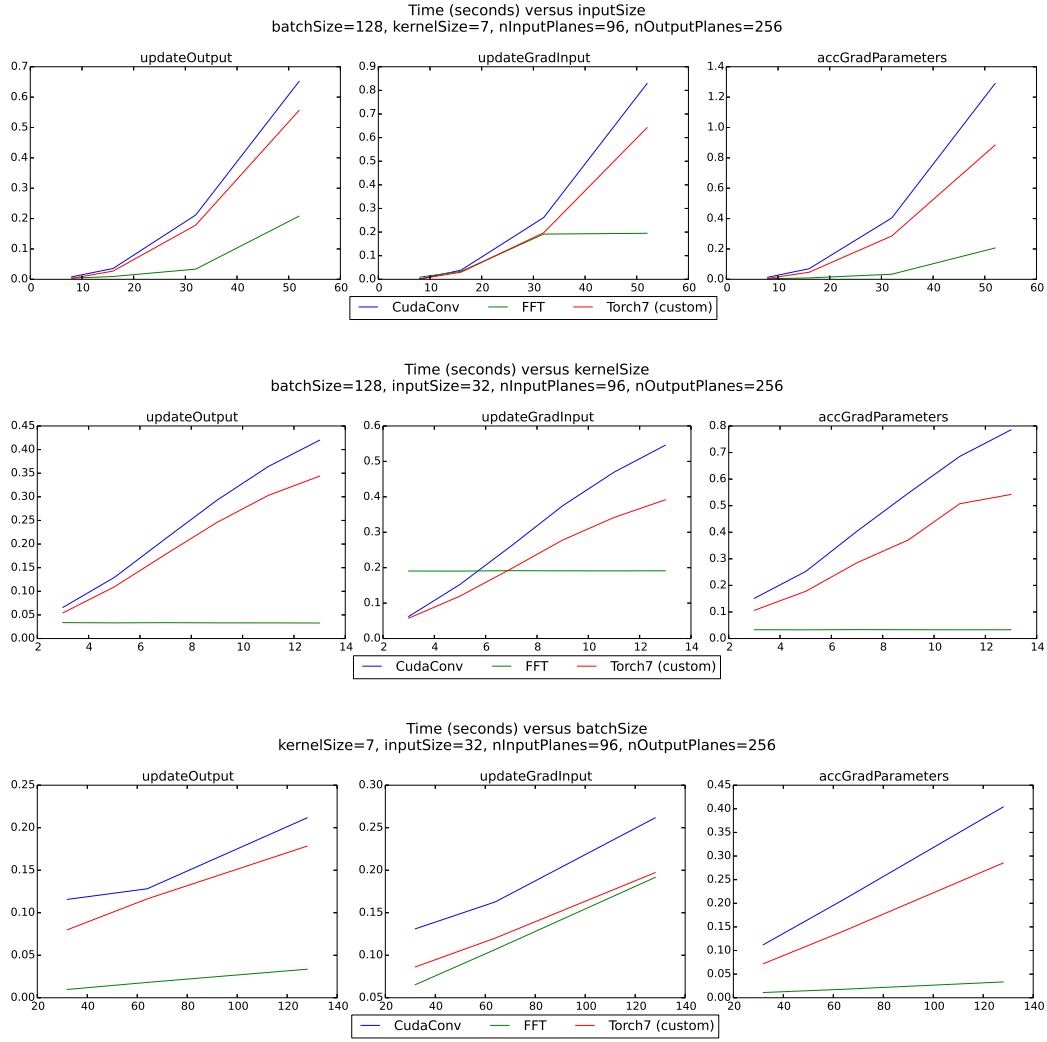 Time (seconds) versus inputSize
batchSize=128, kernelSize=7, nInputPlanes=96, nOutputPlanes=256
updateOutput
0.7
0.6
0.5
0.4
0.3
0.2
0.1
0.0
0 10 20 30 40 50 60
updateGradInput
0.9
0.8
0.7
0.6
0.5
0.4
0.3
0.2
0.1
0.0
0 10 20 30 40 50 60
accGradParameters
1.4
1.2
1.0
0.8
0.6
0.4
0.2
0.0
0 10 20 30 40 50 60
CudaConv FFT Torch7 (custom)
Time (seconds) versus kernelSize
batchSize=128, inputSize=32, nInputPlanes=96, nOutputPlanes=256
updateOutput
0.45
0.40
0.35
0.30
0.25
0.20
0.15
0.10
0.05
0.00
2 4 6 8 10 12 14
updateGradInput
0.6
0.5
0.4
0.3
0.2
0.1
0.0
2 4 6 8 10 12 14
accGradParameters
0.8
0.7
0.6
0.5
0.4
0.3
0.2
0.1
0.0
2 4 6 8 10 12 14
CudaConv FFT Torch7 (custom)
Time (seconds) versus batchSize
kernelSize=7, inputSize=32, nInputPlanes=96, nOutputPlanes=256
updateOutput
0.25
0.20
0.15
0.10
0.05
0.00
20 40 60 80 100 120 140
updateGradInput
0.30
0.25
0.20
0.15
0.10
0.05
20 40 60 80 100 120 140
accGradParameters
0.45
0.40
0.35
0.30
0.25
0.20
0.15
0.10
0.05
0.00
20 40 60 80 100 120 140
CudaConv FFT Torch7 (custom)